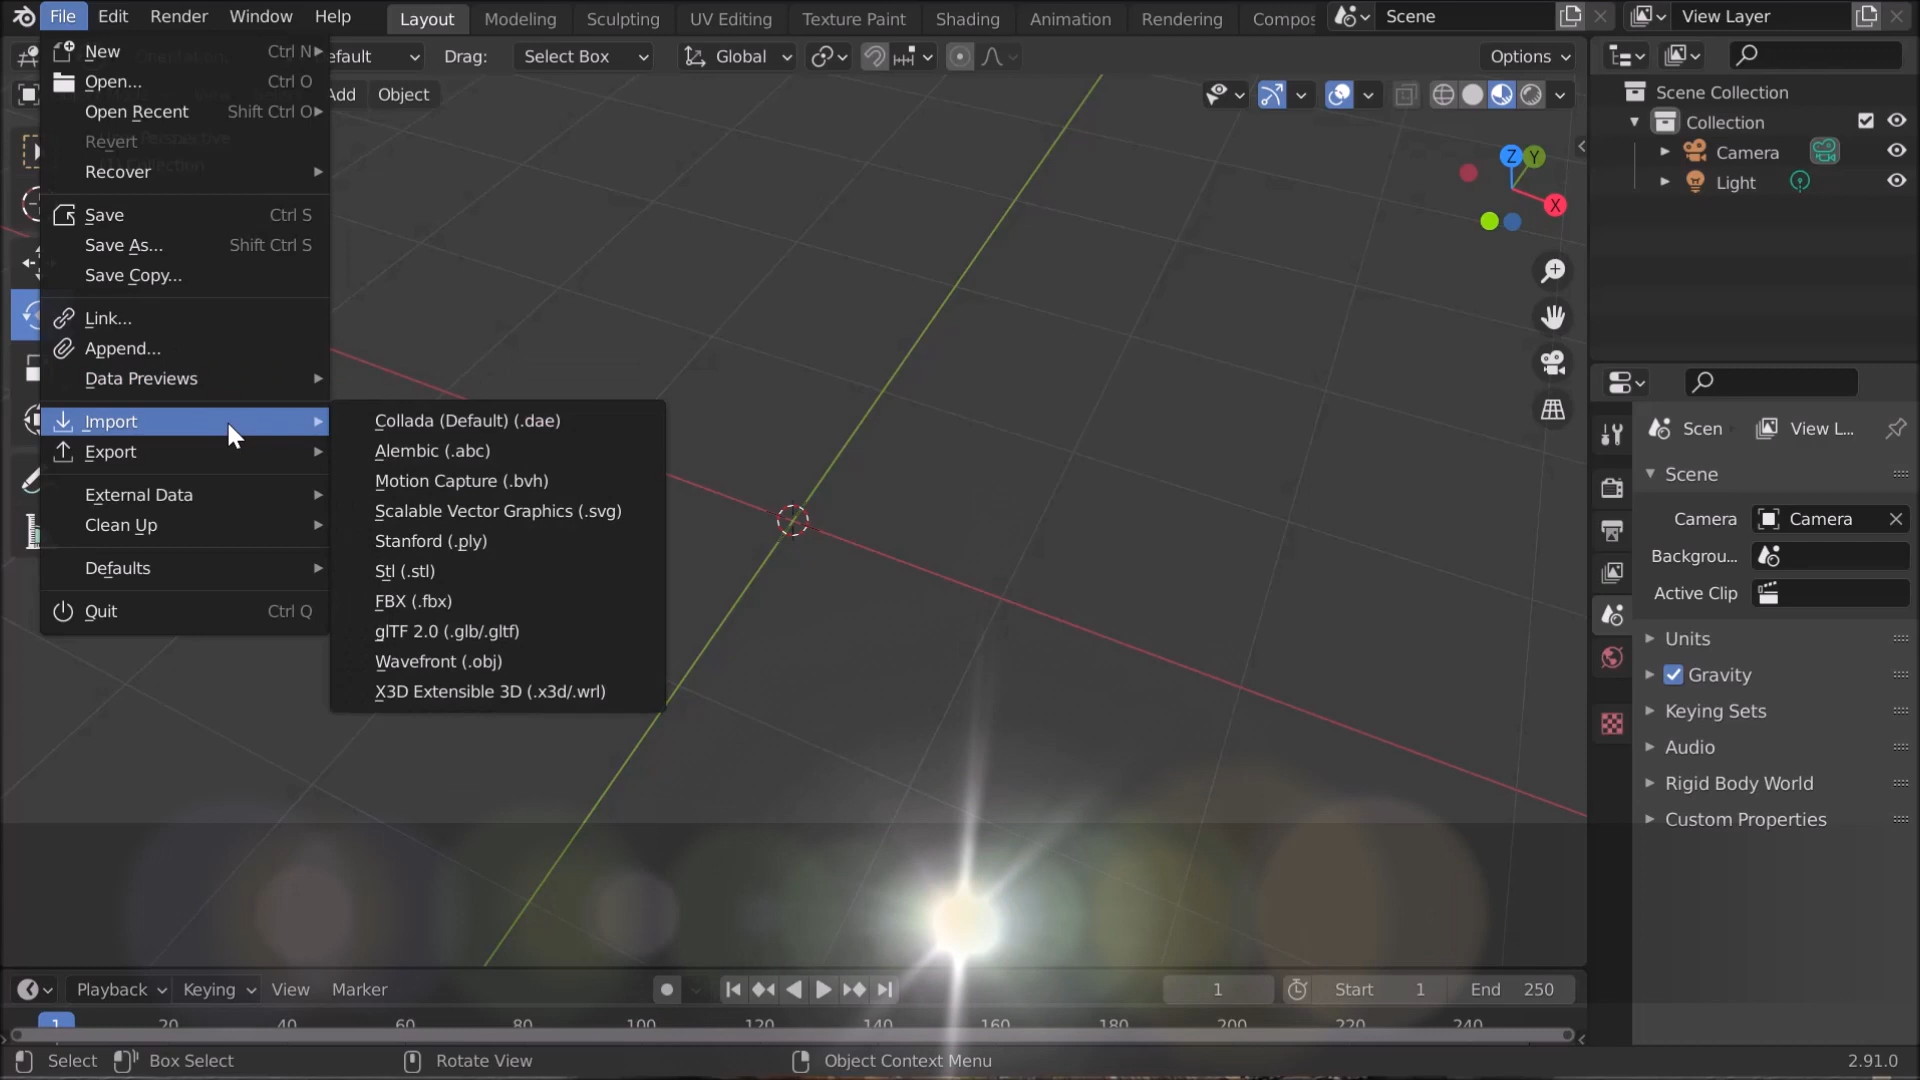 File Edit Render Window Help Layout Modeling Sculpting UV Editing Texture Paint Shading Animation Rendering Compos Scene View Layer
efault Drag: Select Box Global Options
Add Object
New Ctrl N
Open... Ctrl O
Open Recent Shift Ctrl O
Revert
Recover
Save Ctrl S
Save As... Shift Ctrl S
Save Copy...
Link...
Append...
Data Previews
Import
Export
External Data
Clean Up
Defaults
Quit Ctrl Q
Collada (Default) (.dae)
Alembic (.abc)
Motion Capture (.bvh)
Scalable Vector Graphics (.svg)
Stanford (.ply)
Stl (.stl)
FBX (.fbx)
glTF 2.0 (.glb/.gltf)
Wavefront (.obj)
X3D Extensible 3D (.x3d/.wrl)
Z Y
X
Scene Collection
Collection
Camera
Light
Scen View L...
Scene
Camera Camera
Backgrou...
Active Clip
Units
Gravity
Keying Sets
Audio
Rigid Body World
Custom Properties
Playback Keying View Marker 1 Start 1 End 250
1 20 40 60 80 100 120 140 160 180 200 220 240
Select Box Select Rotate View Object Context Menu 2.91.0